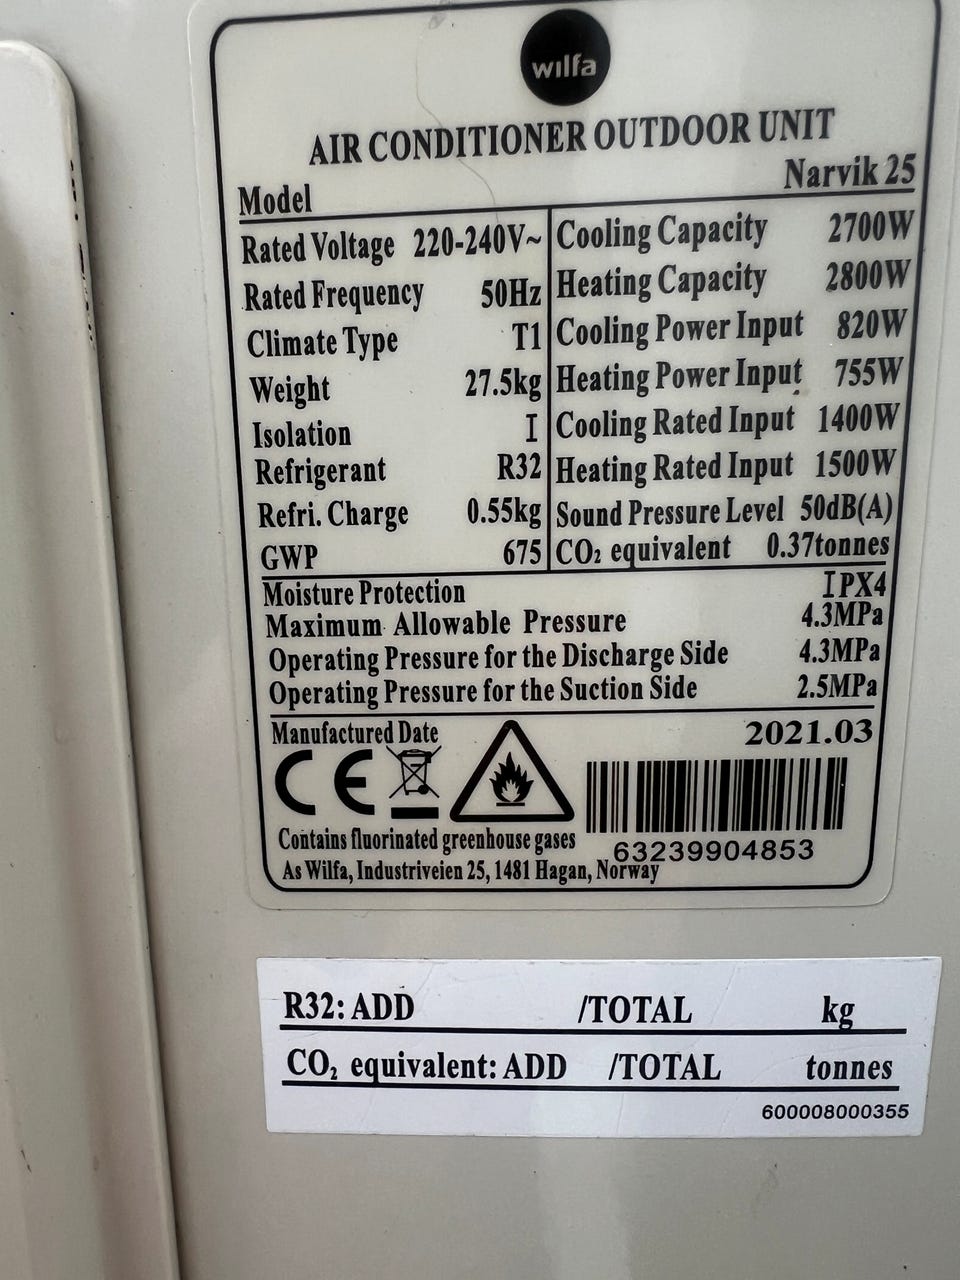 wilfa
AIR CONDITIONER OUTDOOR UNIT
Model Narvik 25
Rated Voltage 220-240V~ Cooling Capacity 2700W
Rated Frequency 50Hz Heating Capacity 2800W
Climate Type T1 Cooling Power Input 820W
Weight 27.5kg Heating Power Input 755W
Isolation I Cooling Rated Input 1400W
Refrigerant R32 Heating Rated Input 1500W
Refri. Charge 0.55kg Sound Pressure Level 50dB(A)
GWP 675 CO₂ equivalent 0.37tonnes
Moisture Protection IPX4
Maximum Allowable Pressure 4.3MPa
Operating Pressure for the Discharge Side 4.3MPa
Operating Pressure for the Suction Side 2.5MPa
Manufactured Date 2021.03
CE
Contains fluorinated greenhouse gases 63239904853
As Wilfa, Industriveien 25, 1481 Hagan, Norway
R32: ADD /TOTAL kg
CO₂ equivalent: ADD /TOTAL tonnes
600008000355